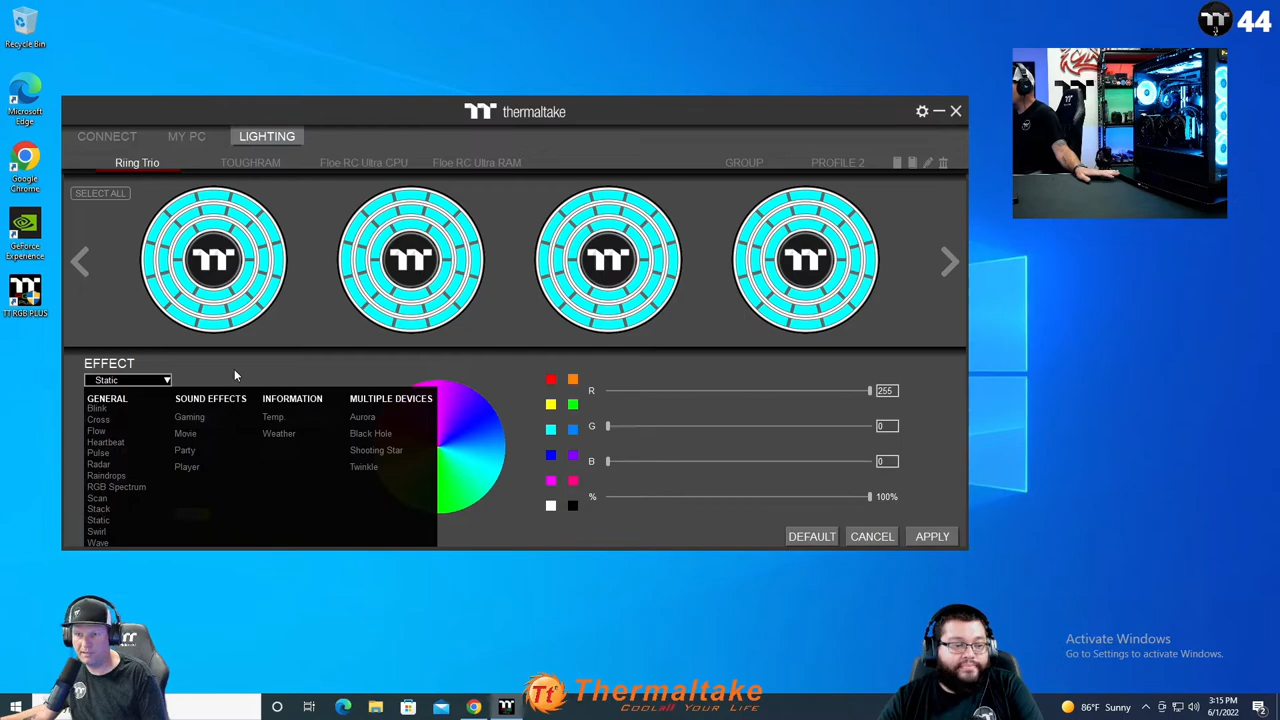 Recycle Bin
44
thermaltake
CONNECT MY PC LIGHTING
Microsoft Edge
Riing Trio TOUGHRAM Floe RC Ultra CPU Floe RC Ultra RAM GROUP PROFILE 2
Google Chrome
SELECT ALL
GeForce Experience
TT RGB PLUS
EFFECT
Static
GENERAL SOUND EFFECTS INFORMATION MULTIPLE DEVICES
Blink
Cross
Flow
Heartbeat
Pulse
Radar
Raindrops
RGB Spectrum
Scan
Stack
Static
Swirl
Wave
Gaming
Movie
Party
Player
Temp.
Weather
Aurora
Black Hole
Shooting Star
Twinkle
R 255
G 0
B 0
% 100%
DEFAULT CANCEL APPLY
Activate Windows
Go to Settings to activate Windows.
Tt Thermaltake
COOL all YOUR LIFE
86°F Sunny
3:15 PM
6/1/2022
2